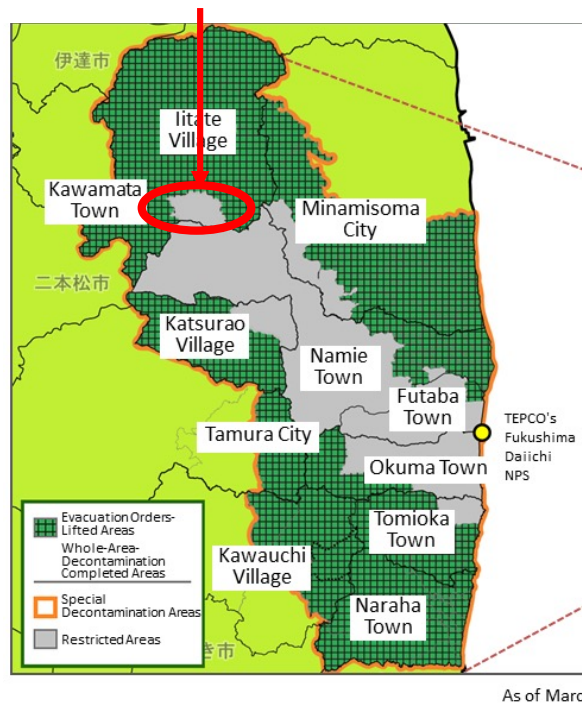 伊達市
Iitate
Village
Kawamata
Town
Minamisoma
City
二本松市
Katsurao
Village
Namie
Town
Futaba
Town
TEPCO's
Fukushima
Daiichi
NPS
Tamura City
Okuma Town
Tomioka
Town
Kawauchi
Village
Naraha
Town
Evacuation Orders-
Lifted Areas
Whole-Area-
Decontamination
Completed Areas
Special
Decontamination Areas
Restricted Areas
き市
As of Marc